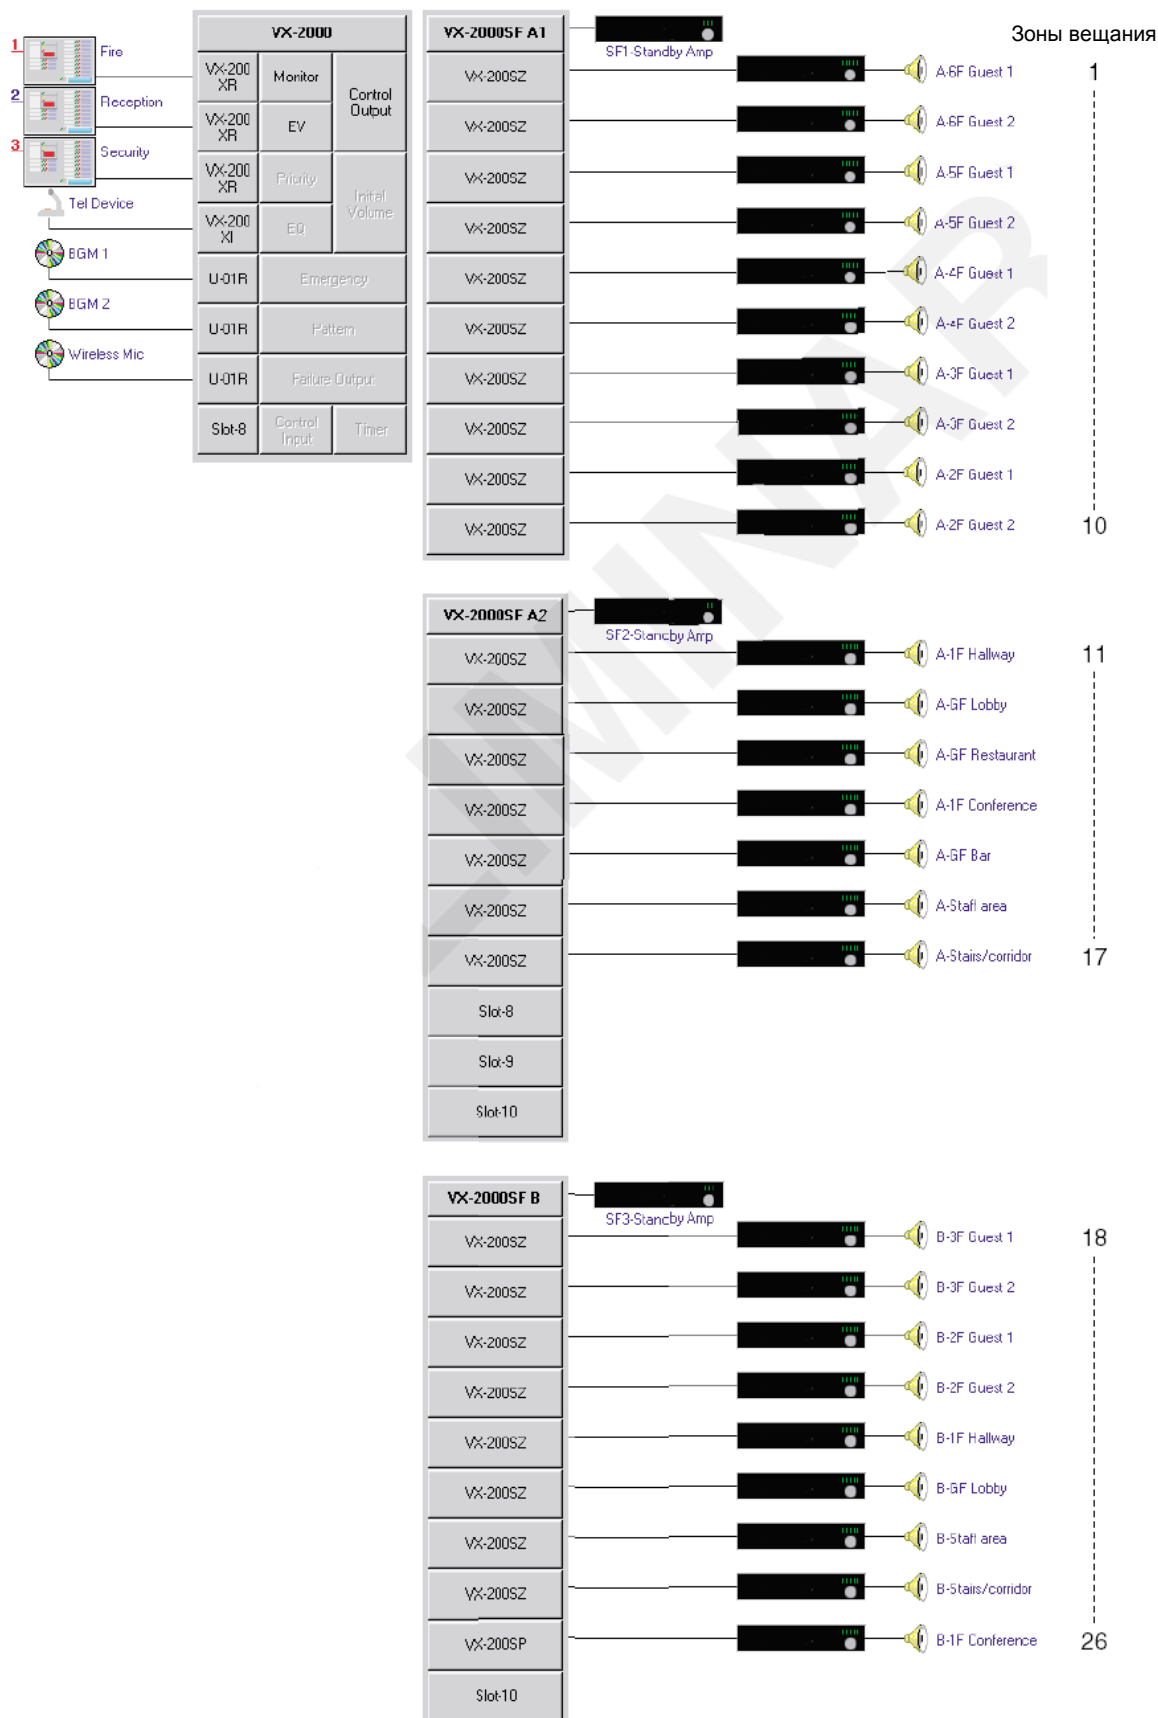 VX-2000
VX-2000SF A1
SF1-Standby Amp
Зоны вещания
1
Fire
2
Reception
3
Security
Tel Device
BGM 1
BGM 2
Wireless Mic
VX-200 XR
Monitor
Control Output
VX-200 XR
EV
VX-200 XR
Priority
Initial Volume
VX-200 XI
EQ
U-01R
Emergency
U-01R
Pattern
U-01R
Failure Output
Slot-8
Control Input
Timer
VX-200SZ
A-6F Guest 1
1
VX-200SZ
A-6F Guest 2
VX-200SZ
A-5F Guest 1
VX-200SZ
A-5F Guest 2
VX-200SZ
A-4F Guest 1
VX-200SZ
A-4F Guest 2
VX-200SZ
A-3F Guest 1
VX-200SZ
A-3F Guest 2
VX-200SZ
A-2F Guest 1
VX-200SZ
A-2F Guest 2
10
VX-2000SF A2
SF2-Standby Amp
VX-200SZ
A-1F Hallway
11
VX-200SZ
A-GF Lobby
VX-200SZ
A-GF Restaurant
VX-200SZ
A-1F Conference
VX-200SZ
A-GF Bar
VX-200SZ
A-Staff area
VX-200SZ
A-Stairs/corridor
17
Slot-8
Slot-9
Slot-10
VX-2000SF B
SF3-Standby Amp
VX-200SZ
B-3F Guest 1
18
VX-200SZ
B-3F Guest 2
VX-200SZ
B-2F Guest 1
VX-200SZ
B-2F Guest 2
VX-200SZ
B-1F Hallway
VX-200SZ
B-GF Lobby
VX-200SZ
B-Staff area
VX-200SZ
B-Stairs/corridor
VX-200SP
B-1F Conference
26
Slot-10
LIMINAR